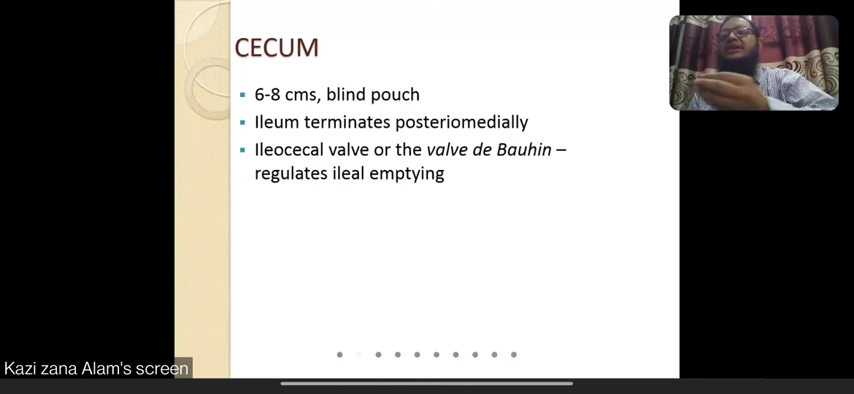 CECUM
▪ 6-8 cms, blind pouch
▪ Ileum terminates posteriomedially
▪ Ileocecal valve or the valve de Bauhin –
regulates ileal emptying
Kazi zana Alam's screen